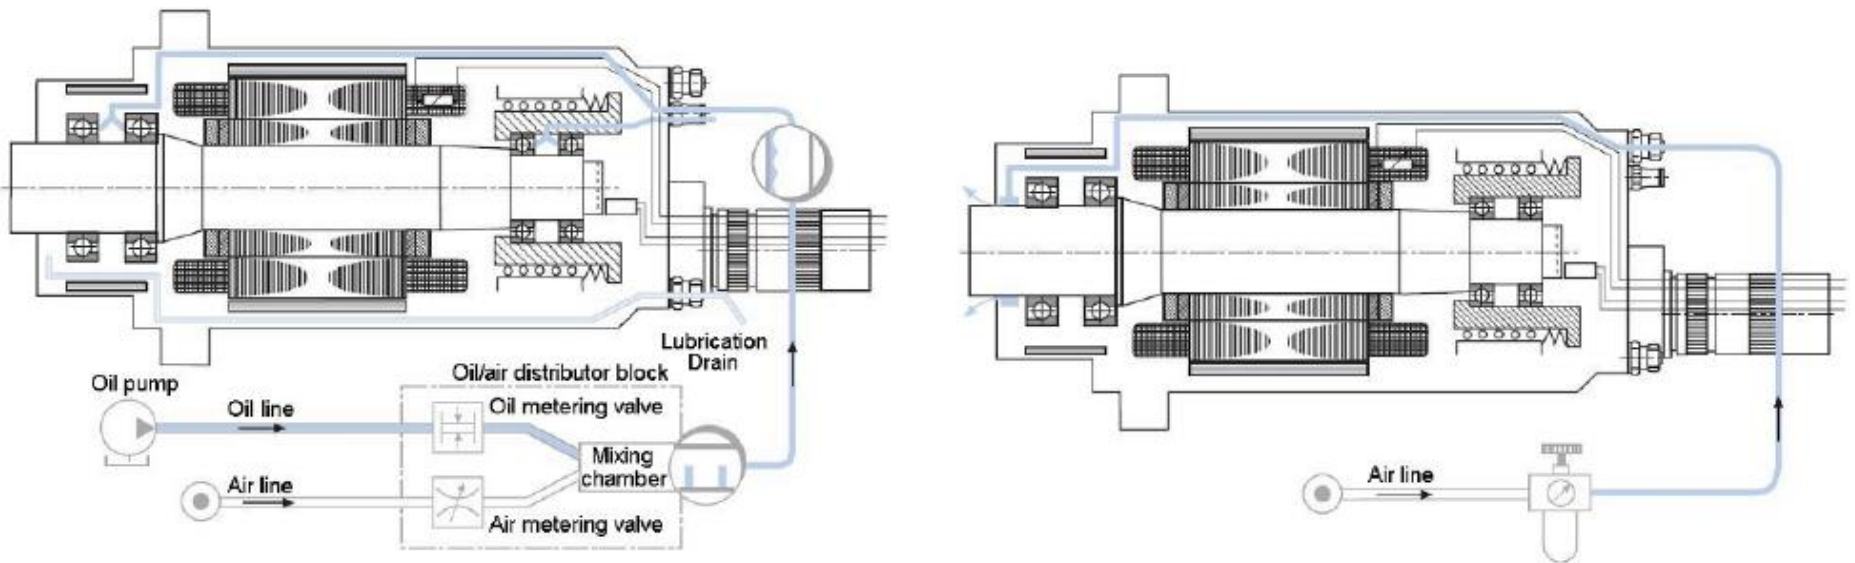 Lubrication
Drain
Oil/air distributor block
Oil pump
Oil line
Oil metering valve
Mixing
chamber
Air line
Air metering valve
Air line